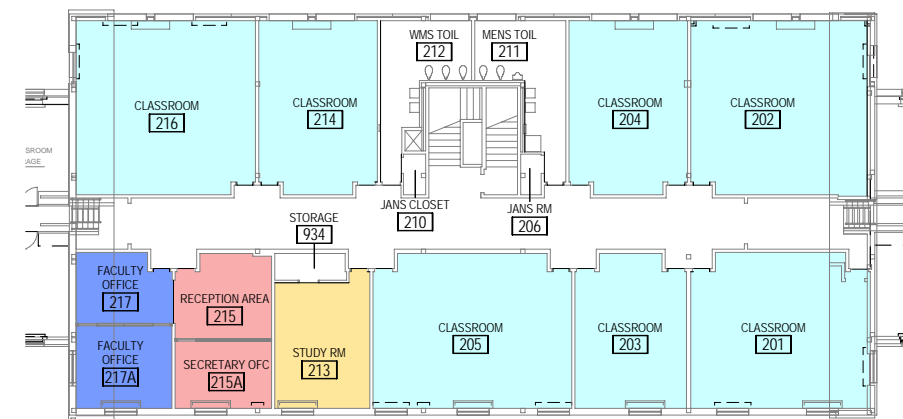 WMS TOIL
212
MENS TOIL
211
CLASSROOM
216
CLASSROOM
214
CLASSROOM
204
CLASSROOM
202
JANS CLOSET
210
JANS RM
206
STORAGE
934
FACULTY
OFFICE
217
RECEPTION AREA
215
FACULTY
OFFICE
217A
SECRETARY OFC
215A
STUDY RM
213
CLASSROOM
205
CLASSROOM
203
CLASSROOM
201